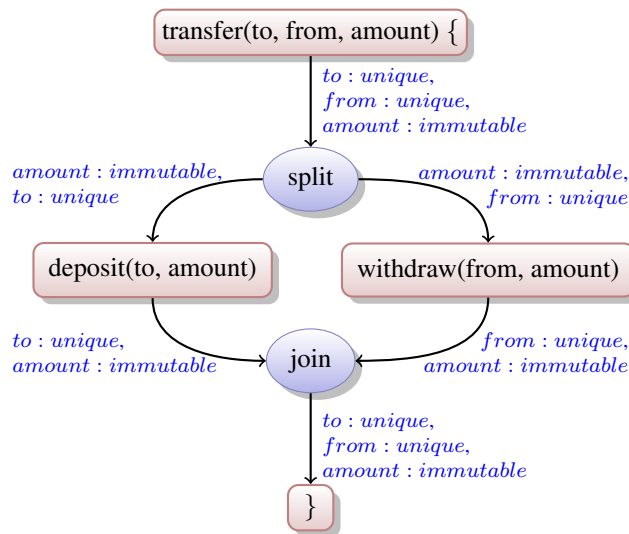 transfer(to, from, amount) {
to : unique,
from : unique,
amount : immutable
split
amount : immutable,
to : unique
amount : immutable,
from : unique
deposit(to, amount)
withdraw(from, amount)
to : unique,
amount : immutable
join
from : unique,
amount : immutable
to : unique,
from : unique,
amount : immutable
}